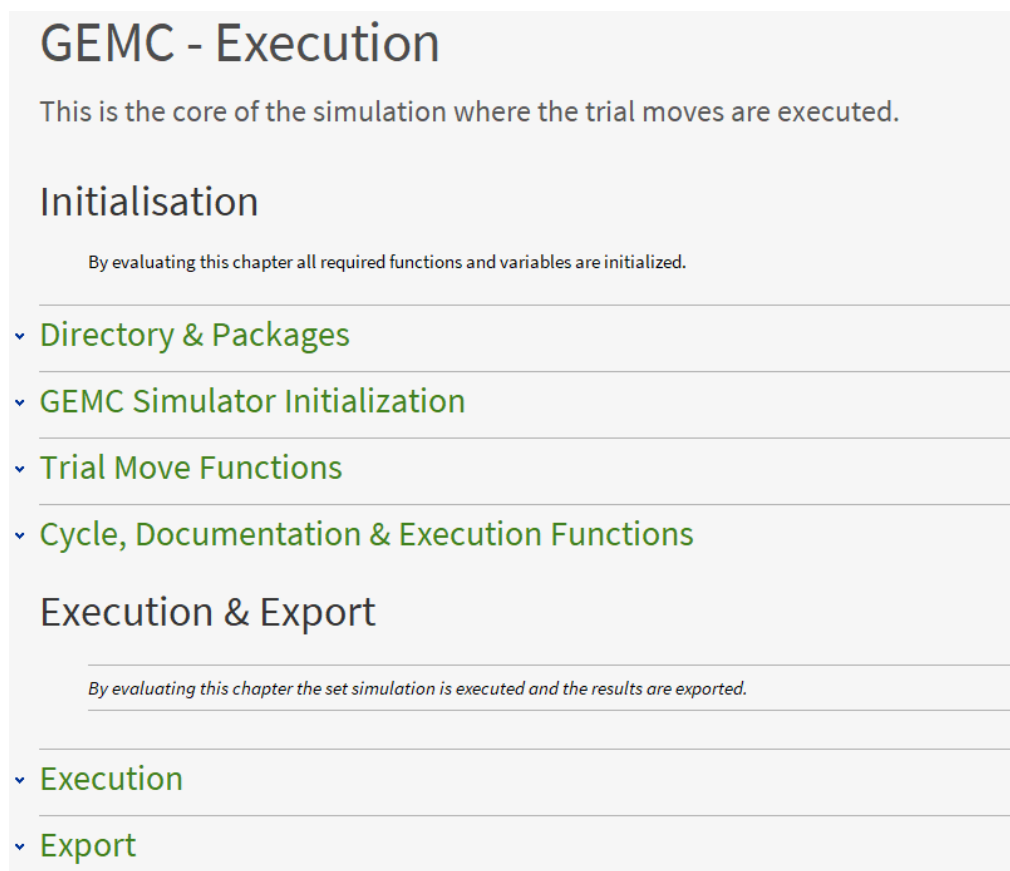 GEMC - Execution
This is the core of the simulation where the trial moves are executed.
Initialisation
By evaluating this chapter all required functions and variables are initialized.
Directory & Packages
GEMC Simulator Initialization
Trial Move Functions
Cycle, Documentation & Execution Functions
Execution & Export
By evaluating this chapter the set simulation is executed and the results are exported.
Execution
Export